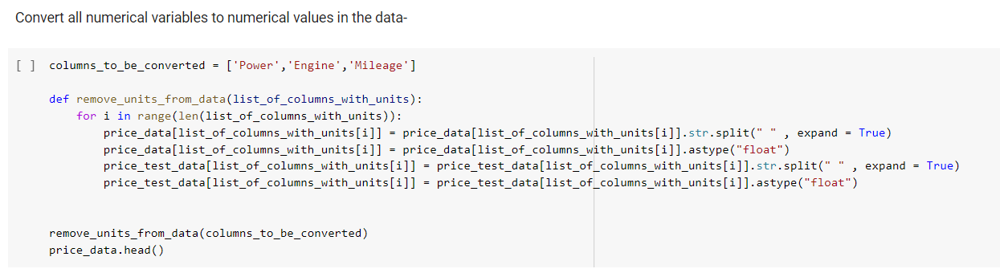 Convert all numerical variables to numerical values in the data-
[ ] columns_to_be_converted = ['Power','Engine','Mileage']
def remove_units_from_data(list_of_columns_with_units):
    for i in range(len(list_of_columns_with_units)):
        price_data[list_of_columns_with_units[i]] = price_data[list_of_columns_with_units[i]].str.split(" " , expand = True)
        price_data[list_of_columns_with_units[i]] = price_data[list_of_columns_with_units[i]].astype("float")
        price_test_data[list_of_columns_with_units[i]] = price_test_data[list_of_columns_with_units[i]].str.split(" " , expand = True)
        price_test_data[list_of_columns_with_units[i]] = price_test_data[list_of_columns_with_units[i]].astype("float")
remove_units_from_data(columns_to_be_converted)
price_data.head()